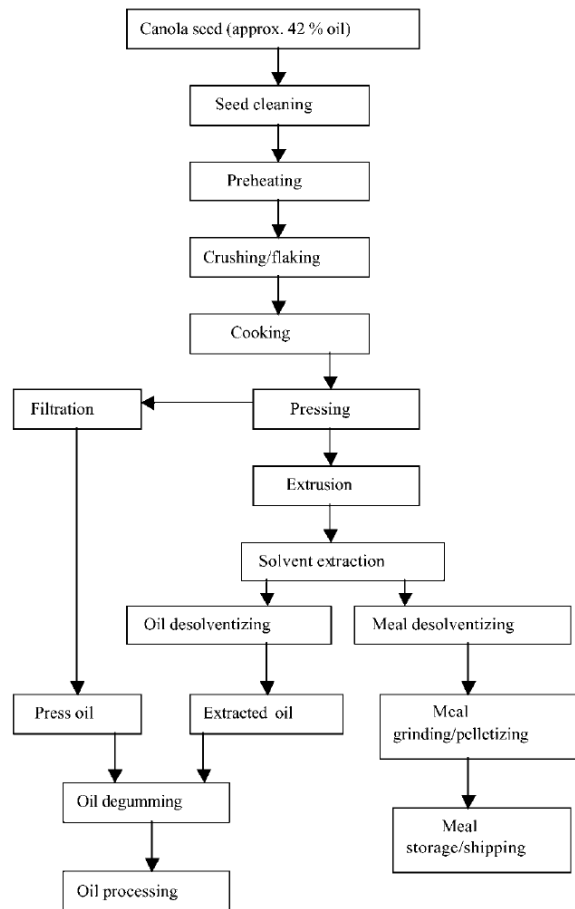 Canola seed (approx. 42 % oil)
Seed cleaning
Preheating
Crushing/flaking
Cooking
Filtration
Pressing
Extrusion
Solvent extraction
Oil desolventizing
Meal desolventizing
Press oil
Extracted oil
Meal
grinding/pelletizing
Oil degumming
Meal
storage/shipping
Oil processing